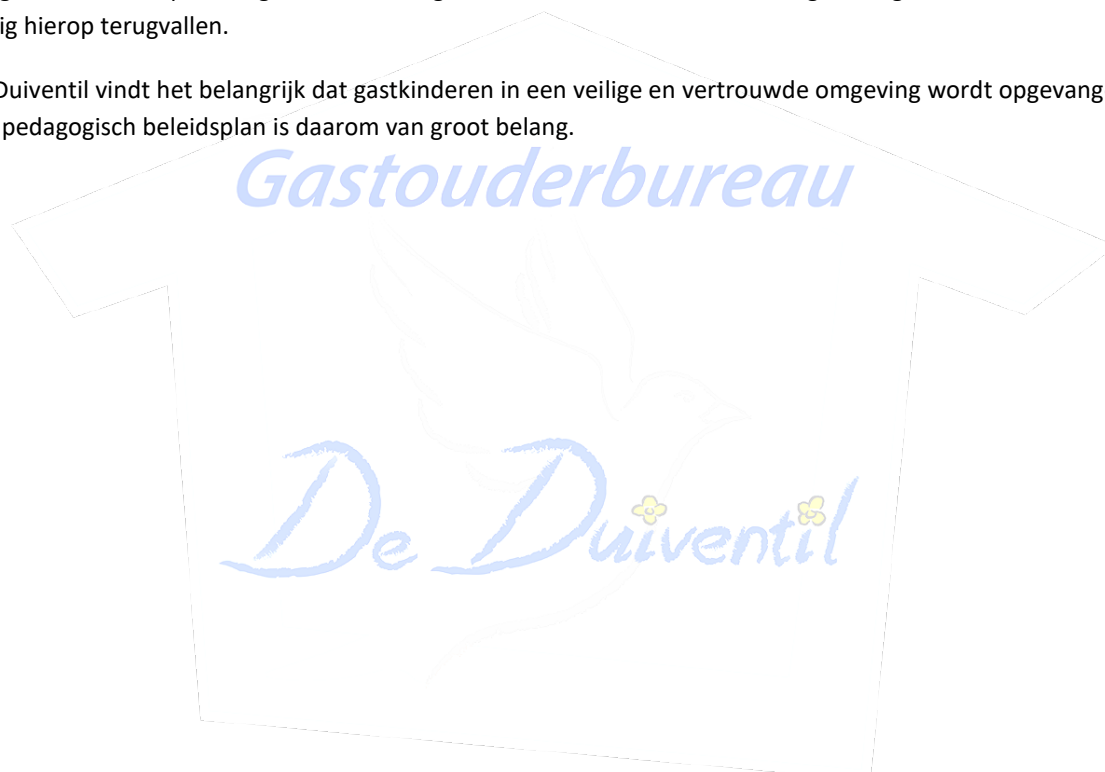 ig hierop terugvallen.
Duiventil vindt het belangrijk dat gastkinderen in een veilige en vertrouwde omgeving wordt opgevang
pedagogisch beleidsplan is daarom van groot belang.
Gastouderbureau
De Duiventil